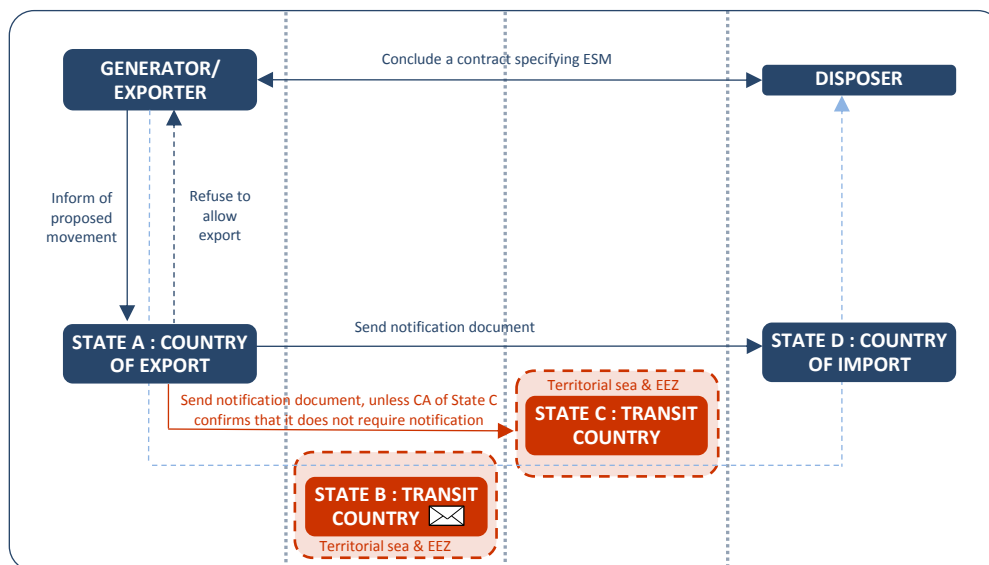 GENERATOR/
EXPORTER
Conclude a contract specifying ESM
DISPOSER
Inform of
proposed
movement
Refuse to
allow
export
STATE A : COUNTRY
OF EXPORT
Send notification document
STATE D : COUNTRY
OF IMPORT
Send notification document, unless CA of State C
confirms that it does not require notification
Territorial sea & EEZ
STATE C : TRANSIT
COUNTRY
STATE B : TRANSIT
COUNTRY
Territorial sea & EEZ